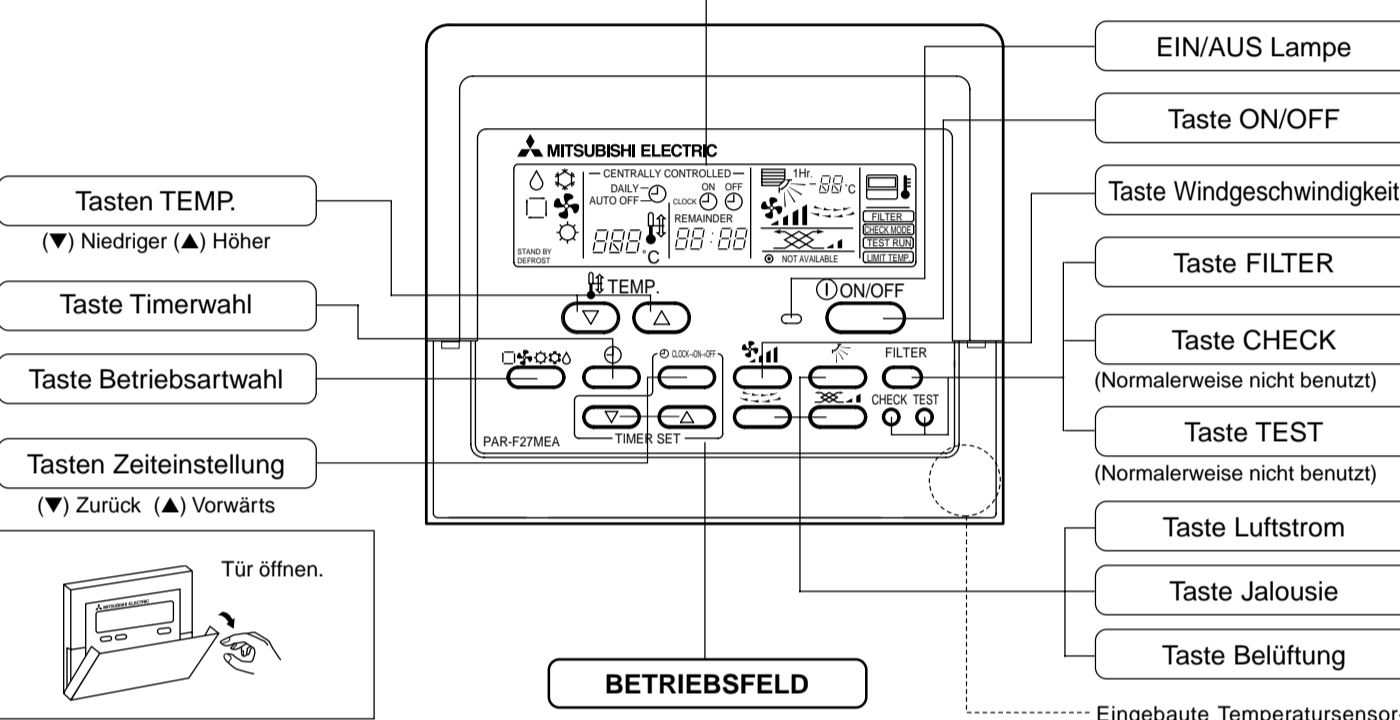 Tasten TEMP.
(▼) Niedriger (▲) Höher
Taste Timerwahl
Taste Betriebsartwahl
Tasten Zeiteinstellung
(▼) Zurück (▲) Vorwärts
Tür öffnen.
MITSUBISHI ELECTRIC
MITSUBISHI ELECTRIC
CENTRALLY CONTROLLED
DAILY
AUTO OFF
CLOCK
ON OFF
REMAINDER
88:88
888°C
STAND BY
DEFROST
1Hr.
-88°C
NOT AVAILABLE
FILTER
CHECK MODE
TEST RUN
LIMIT TEMP.
TEMP.
ON/OFF
CLOCK→ON→OFF
FILTER
CHECK TEST
TIMER SET
PAR-F27MEA
BETRIEBSFELD
EIN/AUS Lampe
Taste ON/OFF
Taste Windgeschwindigkeit
Taste FILTER
Taste CHECK
(Normalerweise nicht benutzt)
Taste TEST
(Normalerweise nicht benutzt)
Taste Luftstrom
Taste Jalousie
Taste Belüftung
Eingebaute Temperatursensor